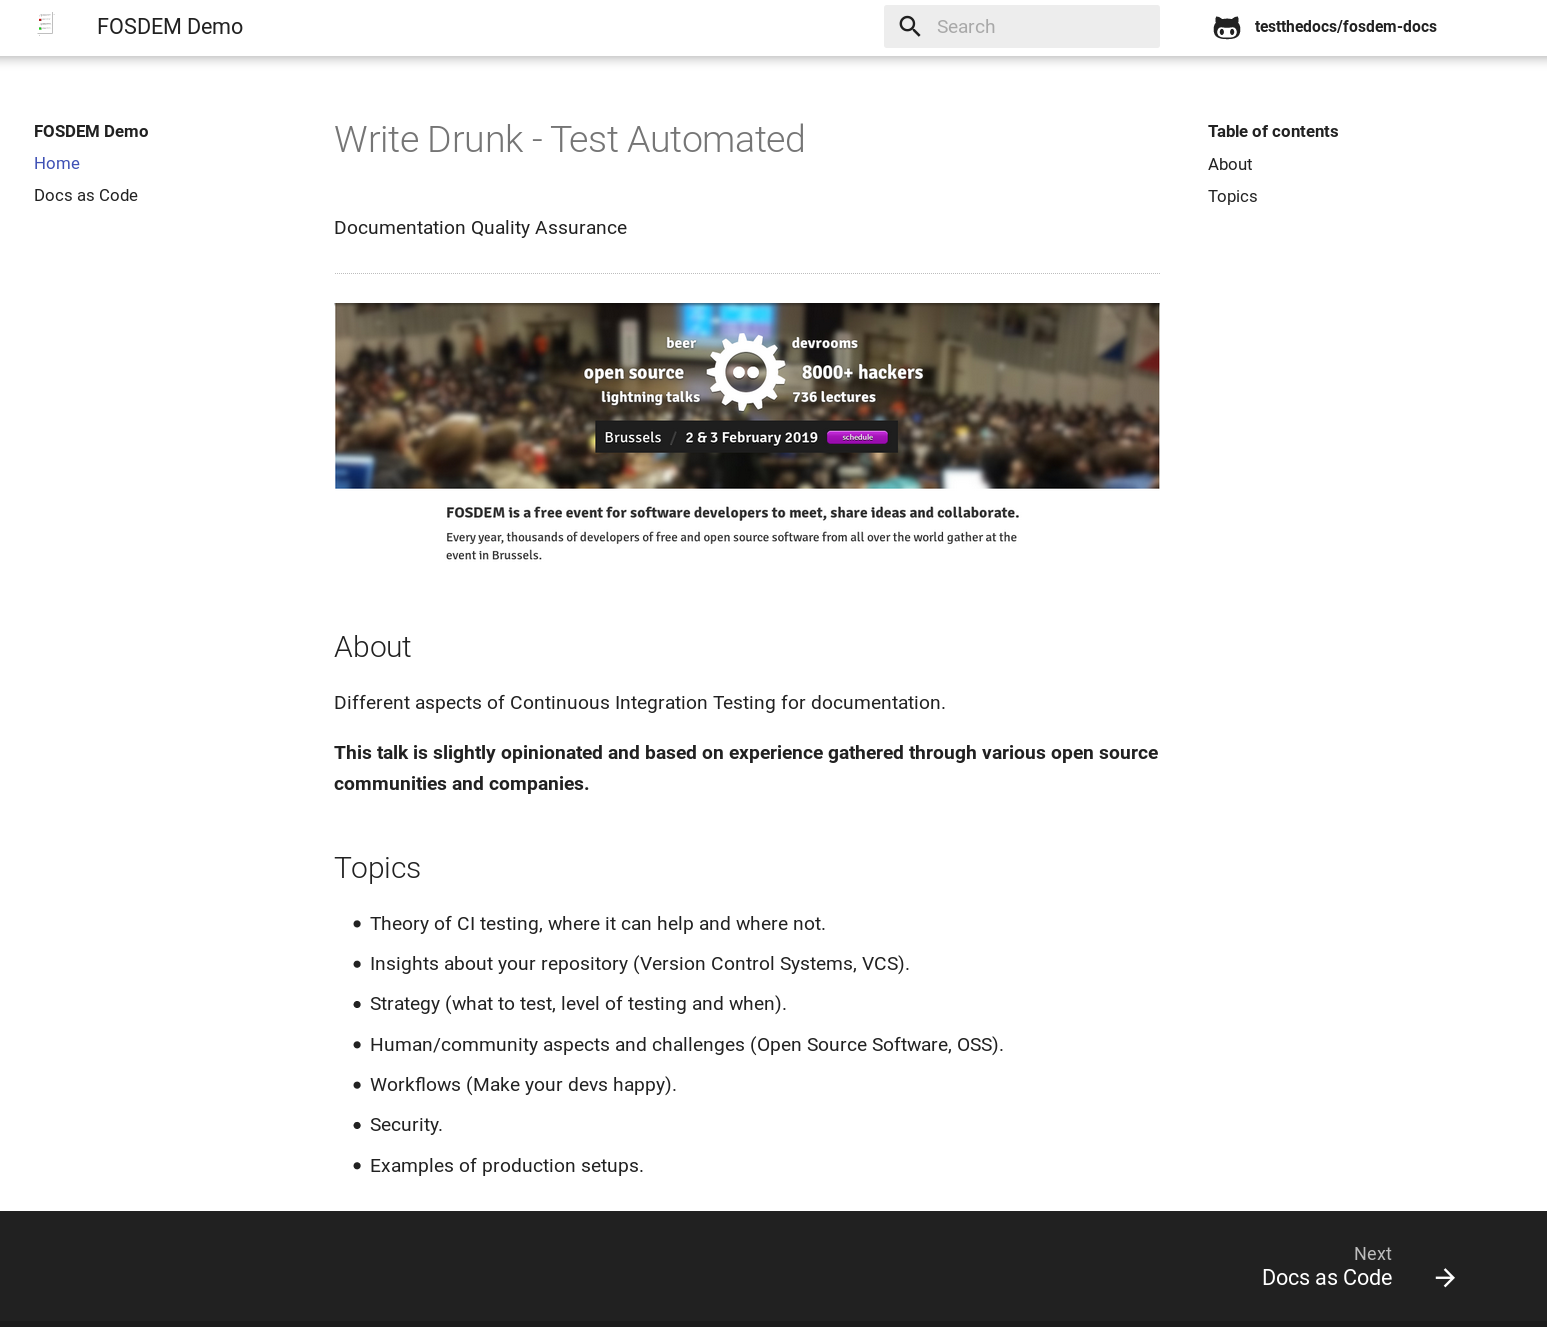 FOSDEM Demo
Search
testthedocs/fosdem-docs
FOSDEM Demo
Home
Docs as Code
Write Drunk - Test Automated
Documentation Quality Assurance
beer
devrooms
open source
8000+ hackers
lightning talks
736 lectures
Brussels / 2 & 3 February 2019 schedule
FOSDEM is a free event for software developers to meet, share ideas and collaborate.
Every year, thousands of developers of free and open source software from all over the world gather at the
event in Brussels.
About
Different aspects of Continuous Integration Testing for documentation.
This talk is slightly opinionated and based on experience gathered through various open source
communities and companies.
Topics
Theory of CI testing, where it can help and where not.
Insights about your repository (Version Control Systems, VCS).
Strategy (what to test, level of testing and when).
Human/community aspects and challenges (Open Source Software, OSS).
Workflows (Make your devs happy).
Security.
Examples of production setups.
Table of contents
About
Topics
Next
Docs as Code